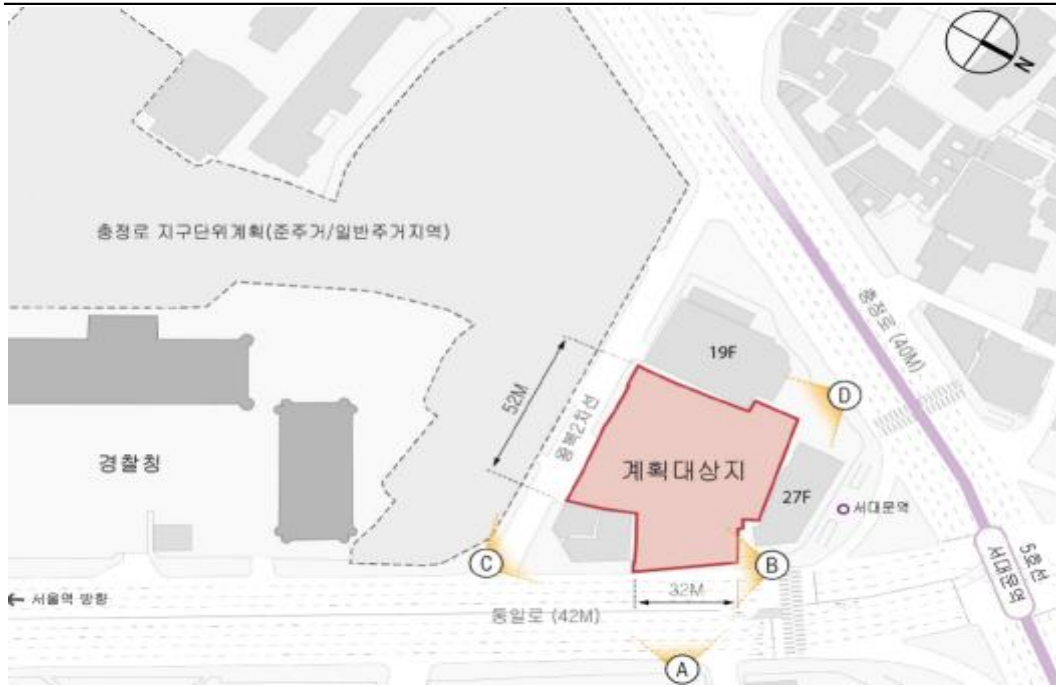 N
충정로 지구단위계획(준주거/일반주거지역)
충정로 (40M)
19F
52M
D
왕복2차선
경찰청
계획대상지
27F
서대문역
C
B
5호선
서대문역
← 서울역 방향
32M
통일로 (42M)
A